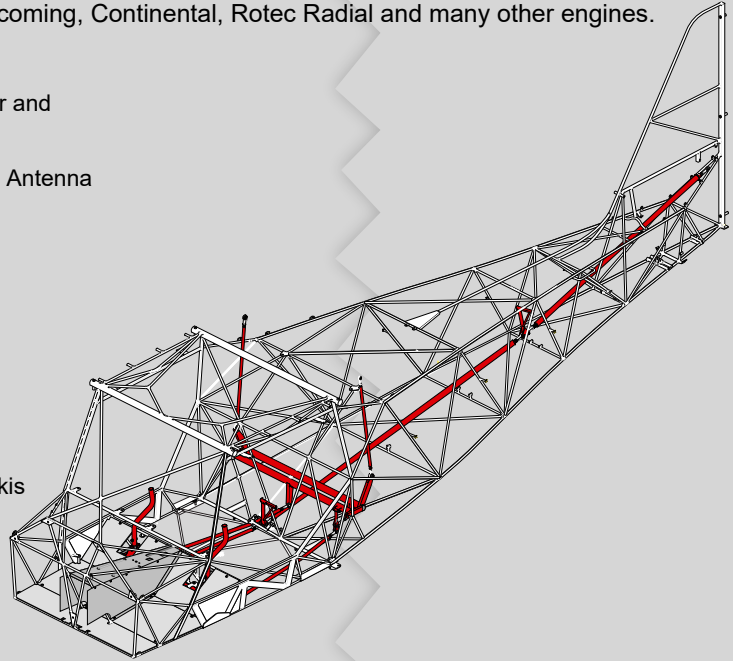 coming, Continental, Rotec Radial and many other engines.
r and
Antenna
kis